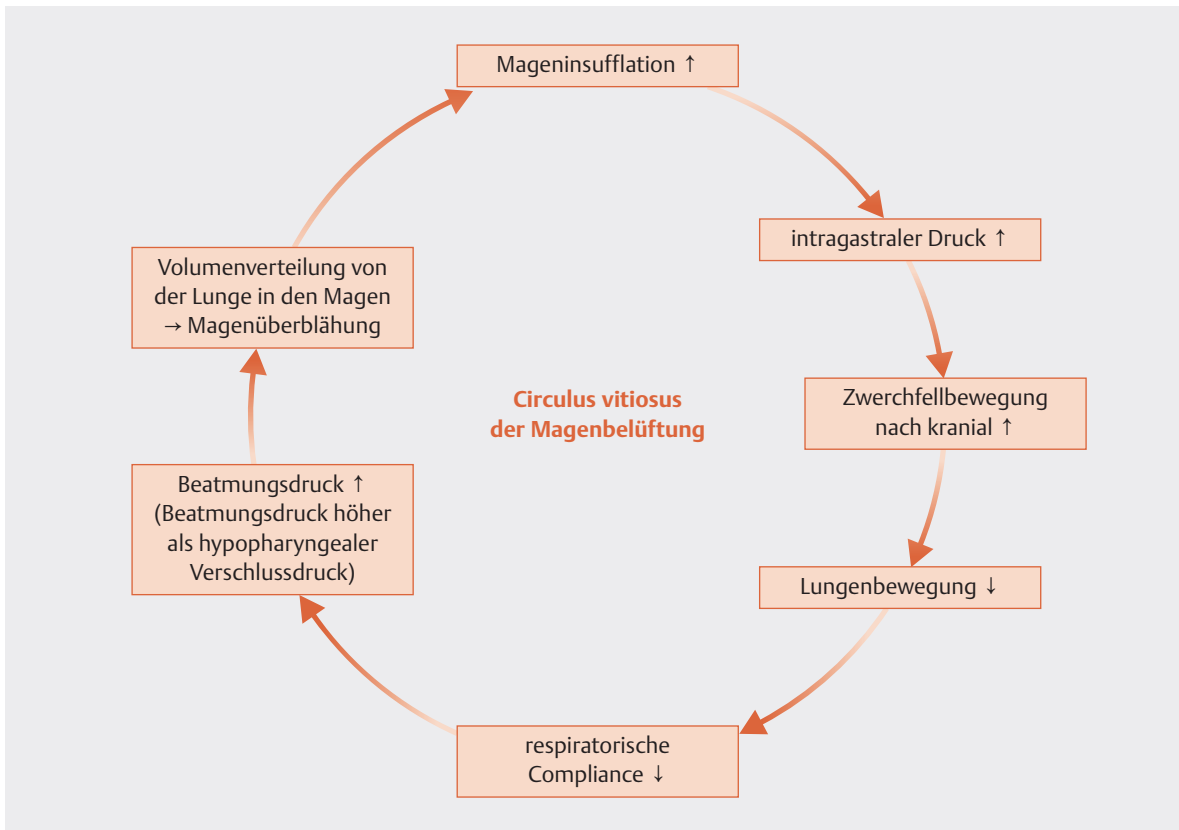 Mageninsufflation ↑
intragastraler Druck ↑
Zwerchfellbewegung
nach kranial ↑
Lungenbewegung ↓
respiratorische
Compliance ↓
Beatmungsdruck ↑
(Beatmungsdruck höher
als hypopharyngealer
Verschlussdruck)
Volumenverteilung von
der Lunge in den Magen
→ Magenüberblähung
Circulus vitiosus
der Magenbelüftung